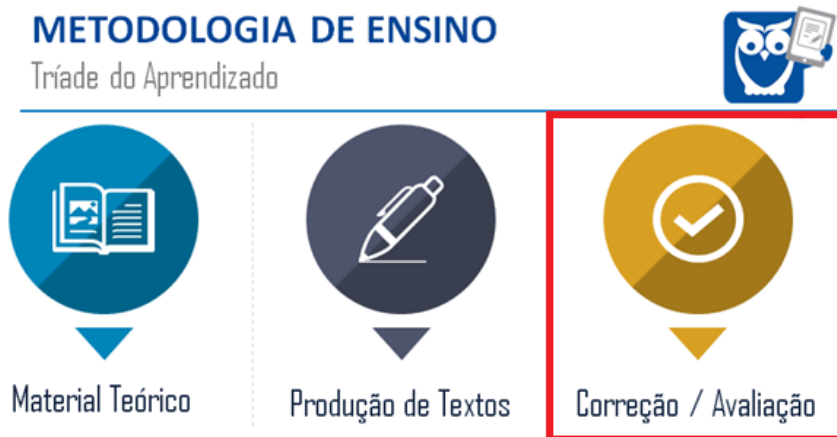 METODOLOGIA DE ENSINO
Tríade do Aprendizado
Material Teórico
Produção de Textos
Correção / Avaliação